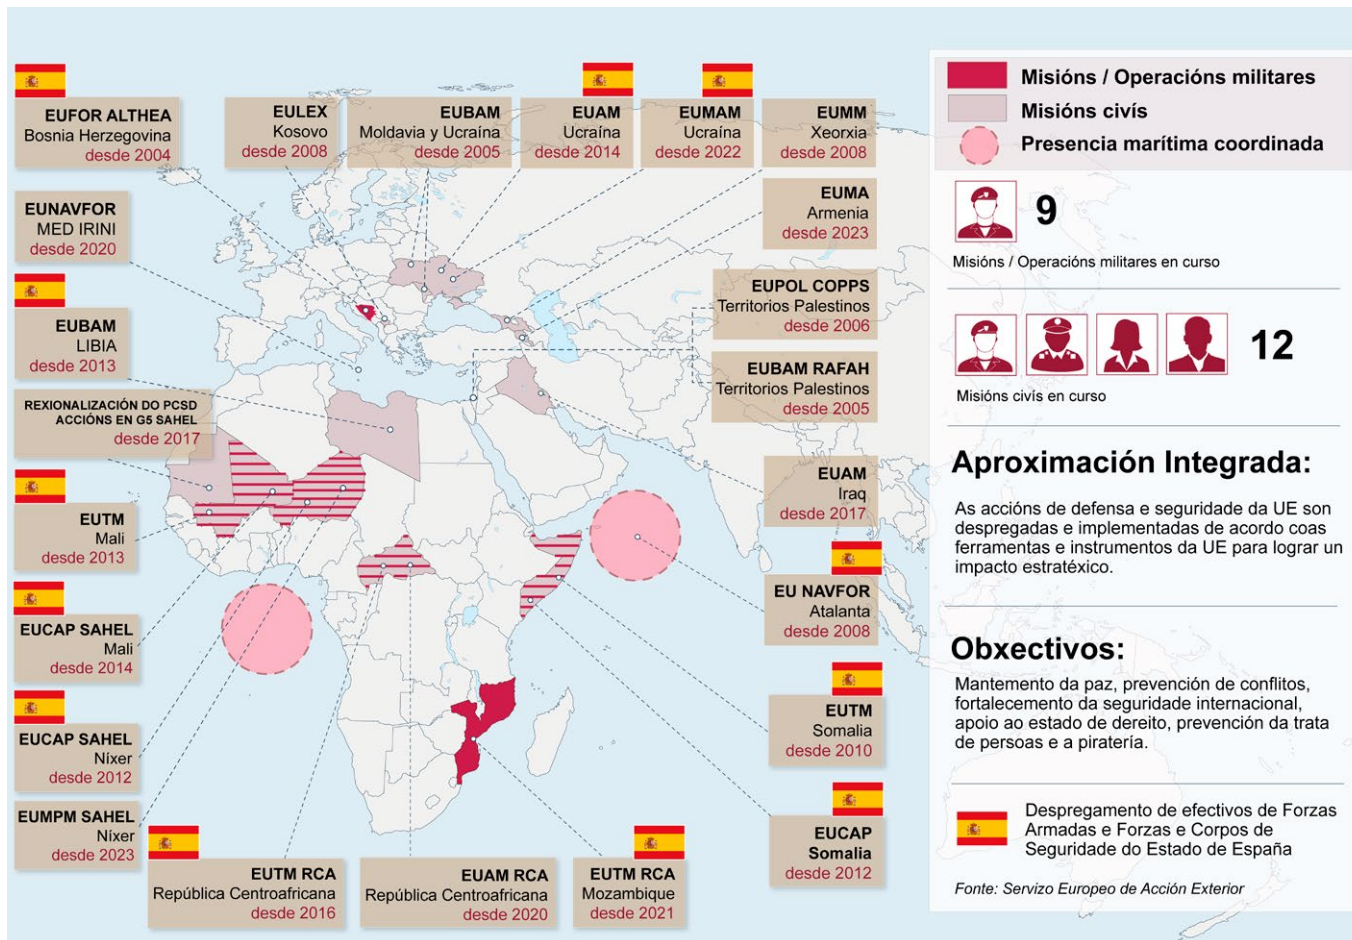 EUFOR ALTHEA
Bosnia Herzegovina
desde 2004
EULEX
Kosovo
desde 2008
EUBAM
Moldavia y Ucraína
desde 2005
EUAM
Ucraína
desde 2014
EUMAM
Ucraína
desde 2022
EUMM
Xeorxia
desde 2008
EUNAVFOR
MED IRINI
desde 2020
EUMA
Armenia
desde 2023
EUBAM
LIBIA
desde 2013
EUPOL COPPS
Territorios Palestinos
desde 2006
EUBAM RAFAH
Territorios Palestinos
desde 2005
REXIONALIZACIÓN DO PCSD
ACCIÓNS EN G5 SAHEL
desde 2017
EUAM
Iraq
desde 2017
EUTM
Mali
desde 2013
EU NAVFOR
Atalanta
desde 2008
EUCAP SAHEL
Mali
desde 2014
EUTM
Somalia
desde 2010
EUCAP SAHEL
Níxer
desde 2012
EUMPM SAHEL
Níxer
desde 2023
EUCAP
Somalia
desde 2012
EUTM RCA
República Centroafricana
desde 2016
EUAM RCA
República Centroafricana
desde 2020
EUTM RCA
Mozambique
desde 2021
Misións / Operacións militares
Misións civís
Presencia marítima coordinada
9
Misións / Operacións militares en curso
12
Misións civís en curso
Aproximación Integrada:
As accións de defensa e seguridade da UE son
despregadas e implementadas de acordo coas
ferramentas e instrumentos da UE para lograr un
impacto estratéxico.
Obxectivos:
Mantemento da paz, prevención de conflitos,
fortalecemento da seguridade internacional,
apoio ao estado de dereito, prevención da trata
de persoas e a piratería.
Despregamento de efectivos de Forzas
Armadas e Forzas e Corpos de
Seguridade do Estado de España
Fonte: Servizo Europeo de Acción Exterior